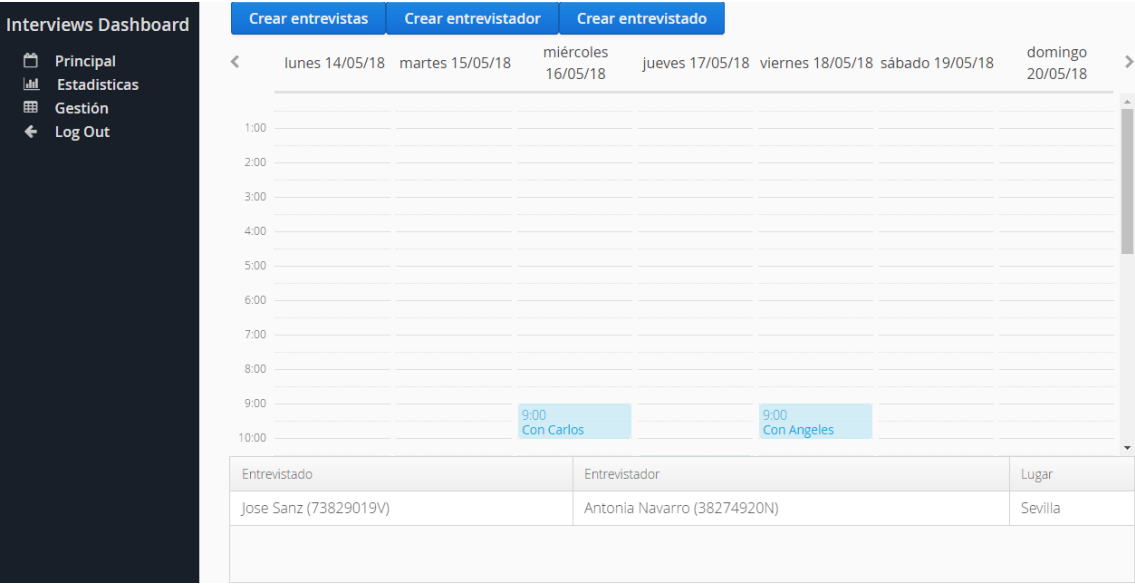 Interviews Dashboard
Principal
Estadisticas
Gestión
Log Out
Crear entrevistas Crear entrevistador Crear entrevistado
lunes 14/05/18 martes 15/05/18 miércoles 16/05/18 jueves 17/05/18 viernes 18/05/18 sábado 19/05/18 domingo 20/05/18
1:00
2:00
3:00
4:00
5:00
6:00
7:00
8:00
9:00
9:00 9:00
Con Carlos Con Angeles
10:00
Entrevistado Entrevistador Lugar
Jose Sanz (73829019V) Antonia Navarro (38274920N) Sevilla